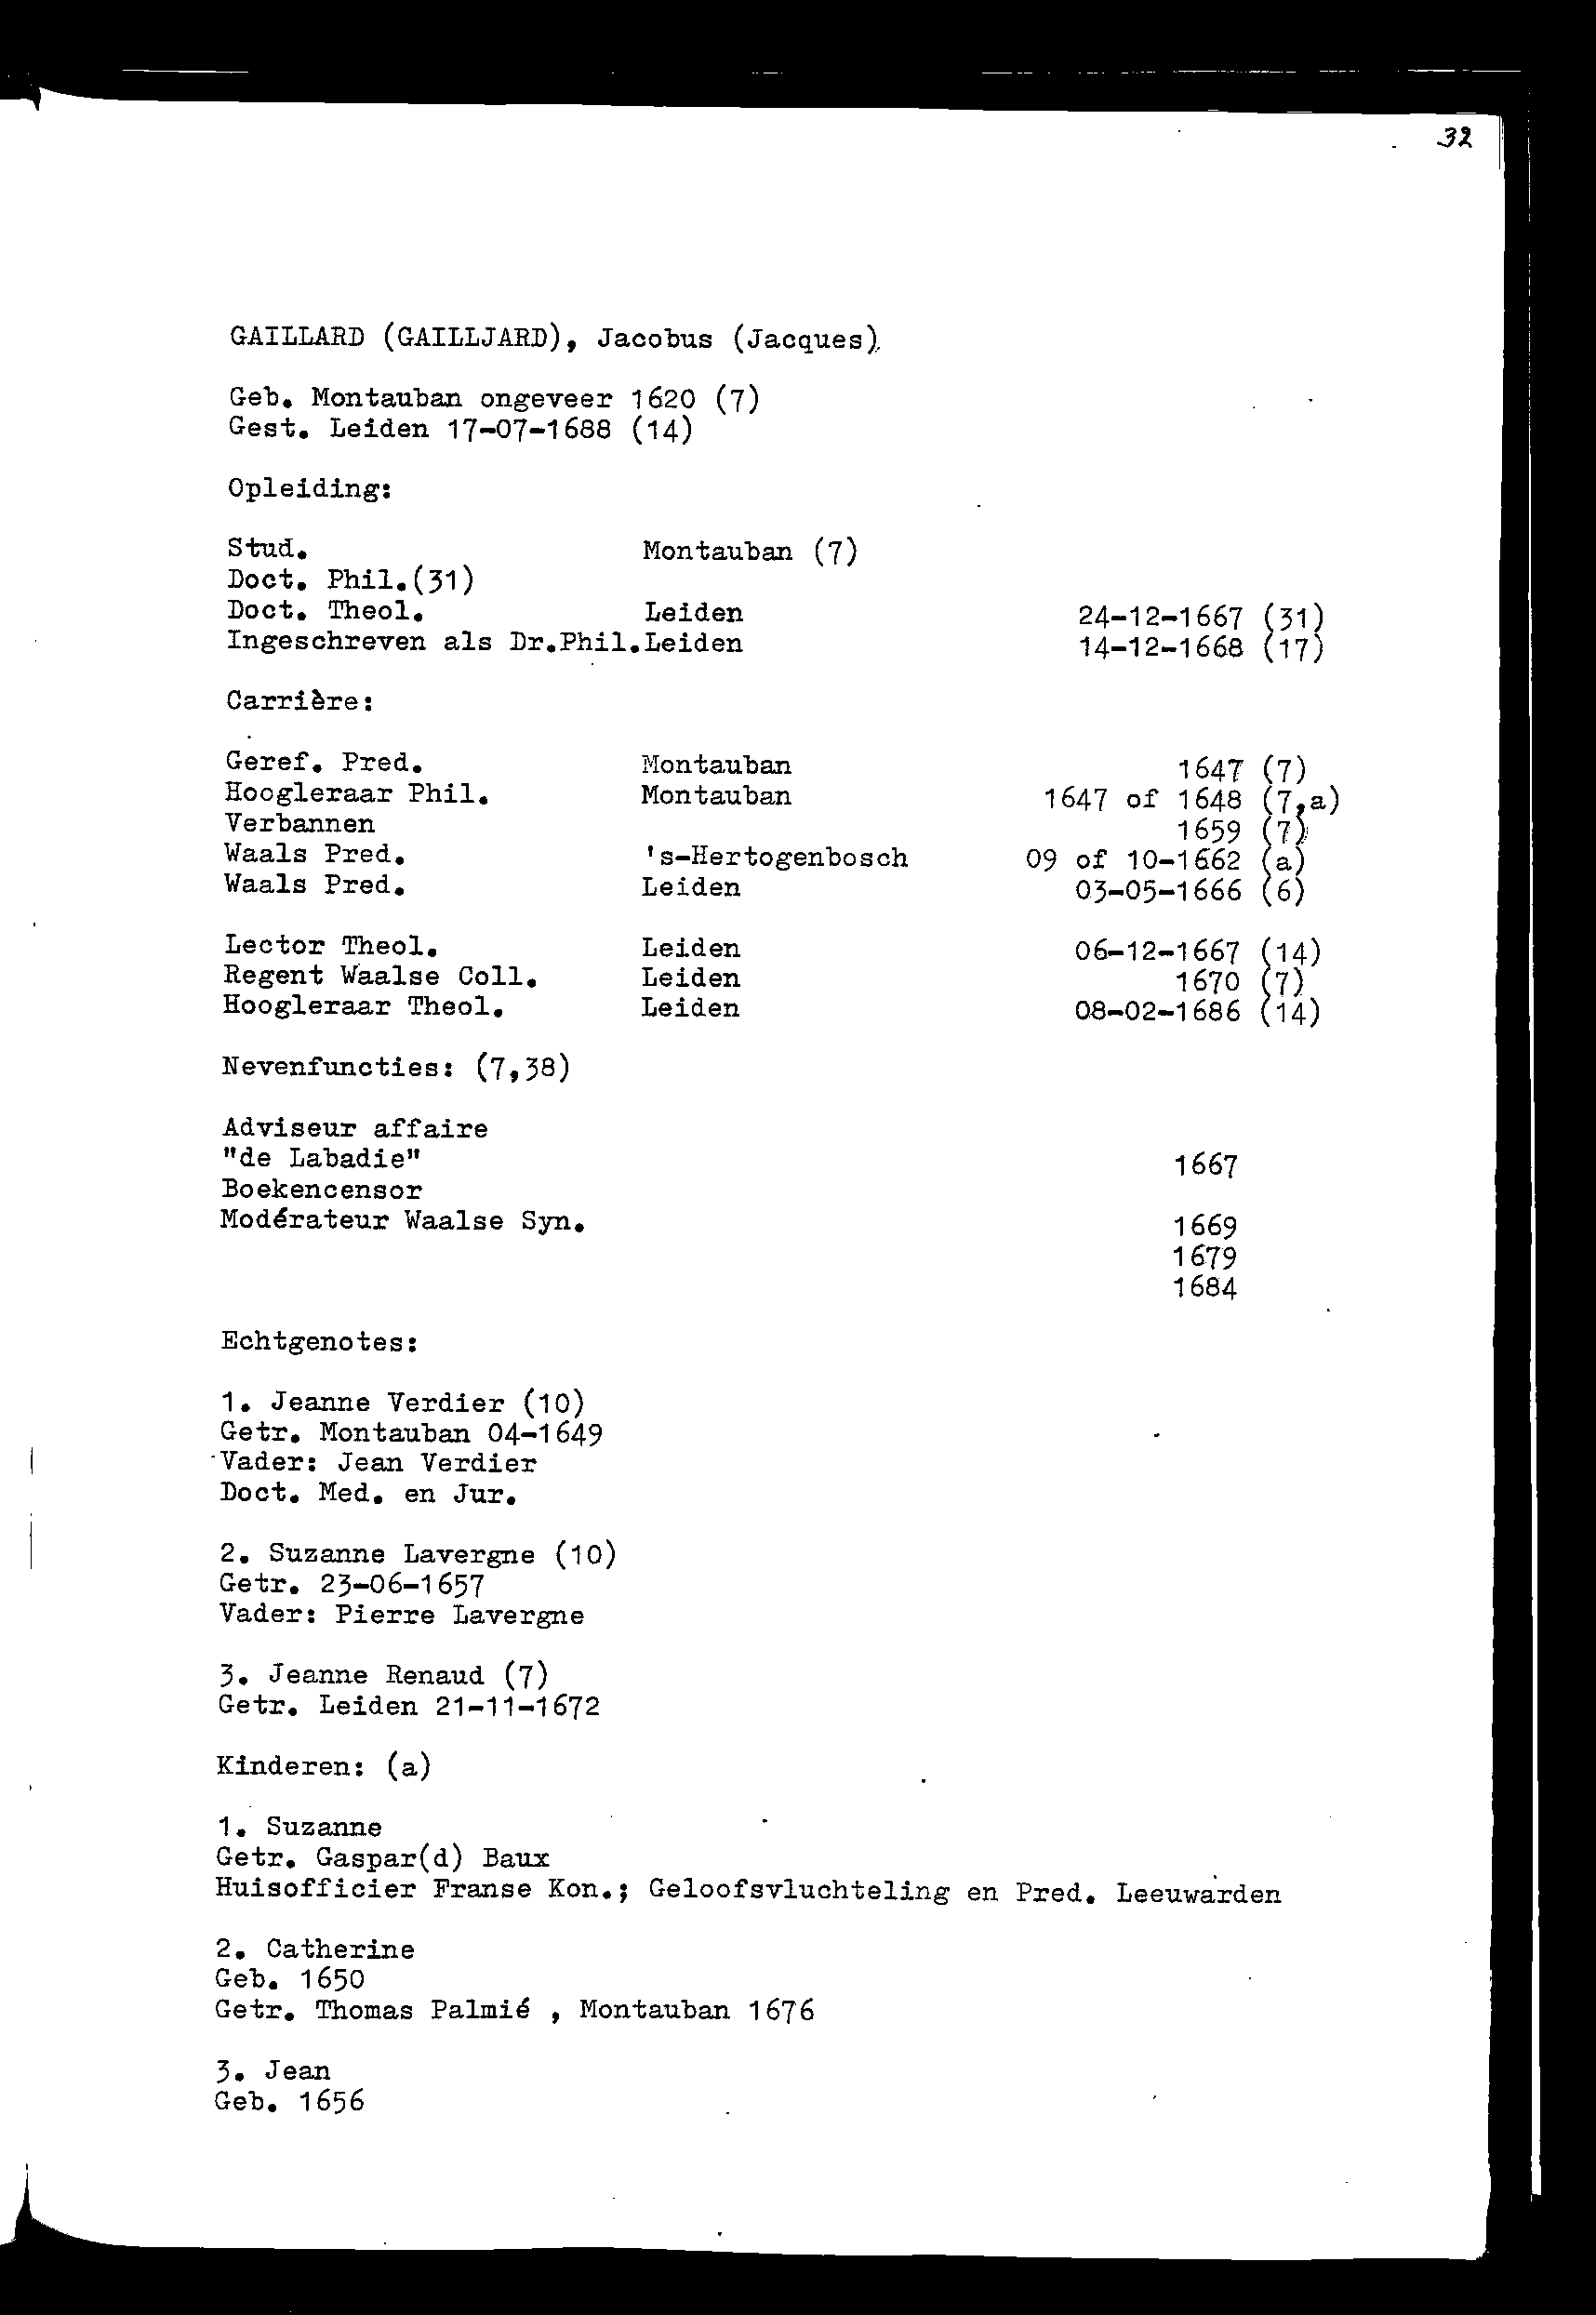 32
GAILLARD (GAILLJARD), Jacobus (Jacques)
Geb. Montauban ongeveer 1620 (7)
Gest. Leiden 17-07-1688 (14)
Opleiding:
Stud. Montauban (7)
Doct. Phil.(31)
Doct. Theol. Leiden 24-12-1667 (31)
Ingeschreven als Dr.Phil.Leiden 14-12-1668 (17)
Carrière:
Geref. Pred. Montauban 1647 (7)
Hoogleraar Phil. Montauban 1647 of 1648 (7,a)
Verbannen 1659 (7)
Waals Pred. 's-Hertogenbosch 09 of 10-1662 (a)
Waals Pred. Leiden 03-05-1666 (6)
Lector Theol. Leiden 06-12-1667 (14)
Regent Waalse Coll. Leiden 1670 (7)
Hoogleraar Theol. Leiden 08-02-1686 (14)
Nevenfuncties: (7,38)
Adviseur affaire
"de Labadie" 1667
Boekencensor
Modérateur Waalse Syn. 1669
1679
1684
Echtgenotes:
1. Jeanne Verdier (10)
Getr. Montauban 04-1649
Vader: Jean Verdier
Doct. Med. en Jur.
2. Suzanne Lavergne (10)
Getr. 23-06-1657
Vader: Pierre Lavergne
3. Jeanne Renaud (7)
Getr. Leiden 21-11-1672
Kinderen: (a)
1. Suzanne
Getr. Gaspar(d) Baux
Huisofficier Franse Kon.; Geloofsvluchteling en Pred. Leeuwarden
2. Catherine
Geb. 1650
Getr. Thomas Palmié , Montauban 1676
3. Jean
Geb. 1656